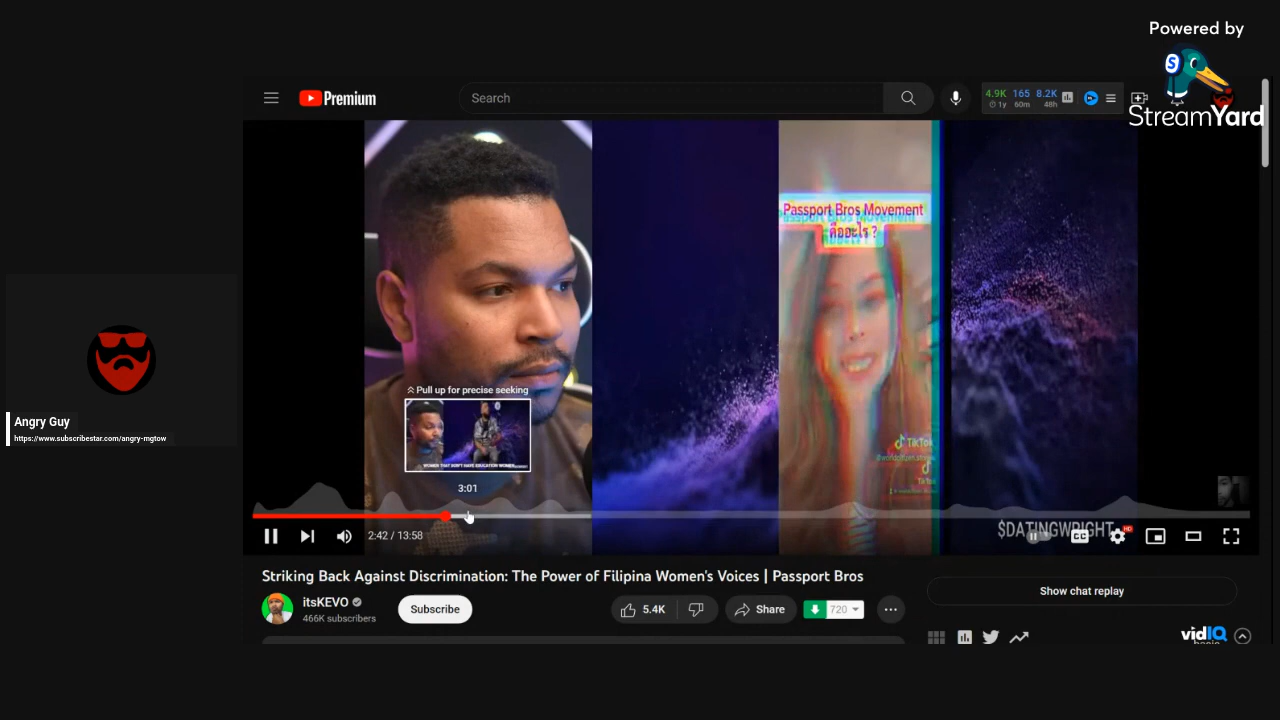 Powered by
StreamYard
Premium
Search
4.9K 165 8.2K
1y 60m 48h
Passport Bros Movement
คืออะไร ?
Pull up for precise seeking
3:01
TikTok
$DATINGWRIGHT
2:42 / 13:58
CC
HD
Angry Guy
https://www.subscribestar.com/angry-mgtow
Striking Back Against Discrimination: The Power of Filipina Women's Voices | Passport Bros
itsKEVO
466K subscribers
Subscribe
5.4K
Share
720
Show chat replay
vidIQ